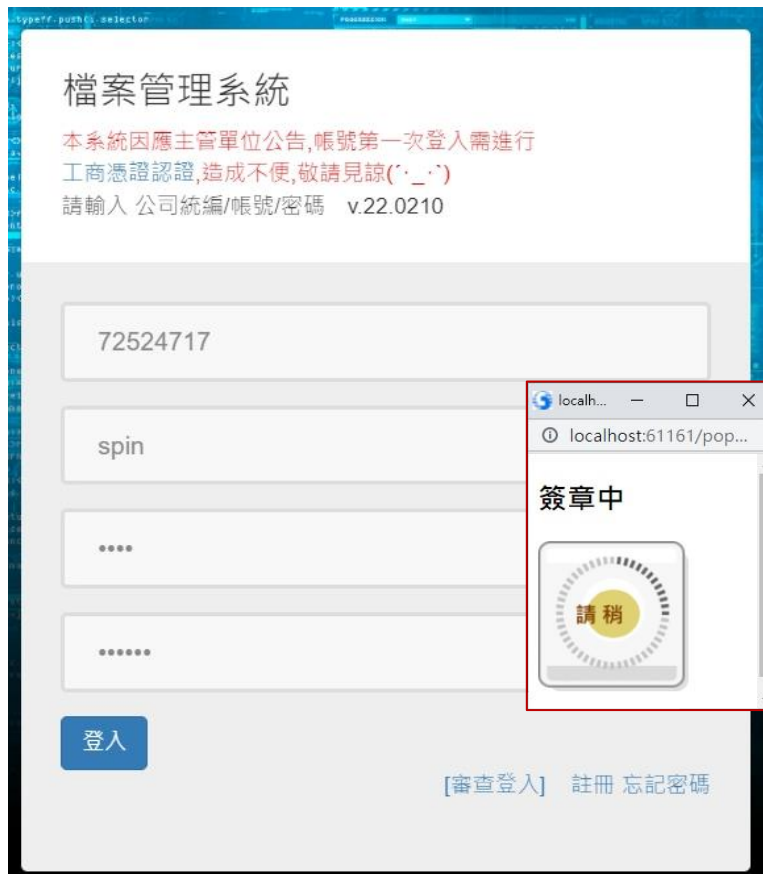 typeff.push(i.selector
檔案管理系統
本系統因應主管單位公告,帳號第一次登入需進行
工商憑證認證,造成不便,敬請見諒(´･_･`)
請輸入 公司統編/帳號/密碼 v.22.0210
72524717
spin
••••
••••••
登入
[審查登入] 註冊 忘記密碼
localh...
localhost:61161/pop...
簽章中
請稍